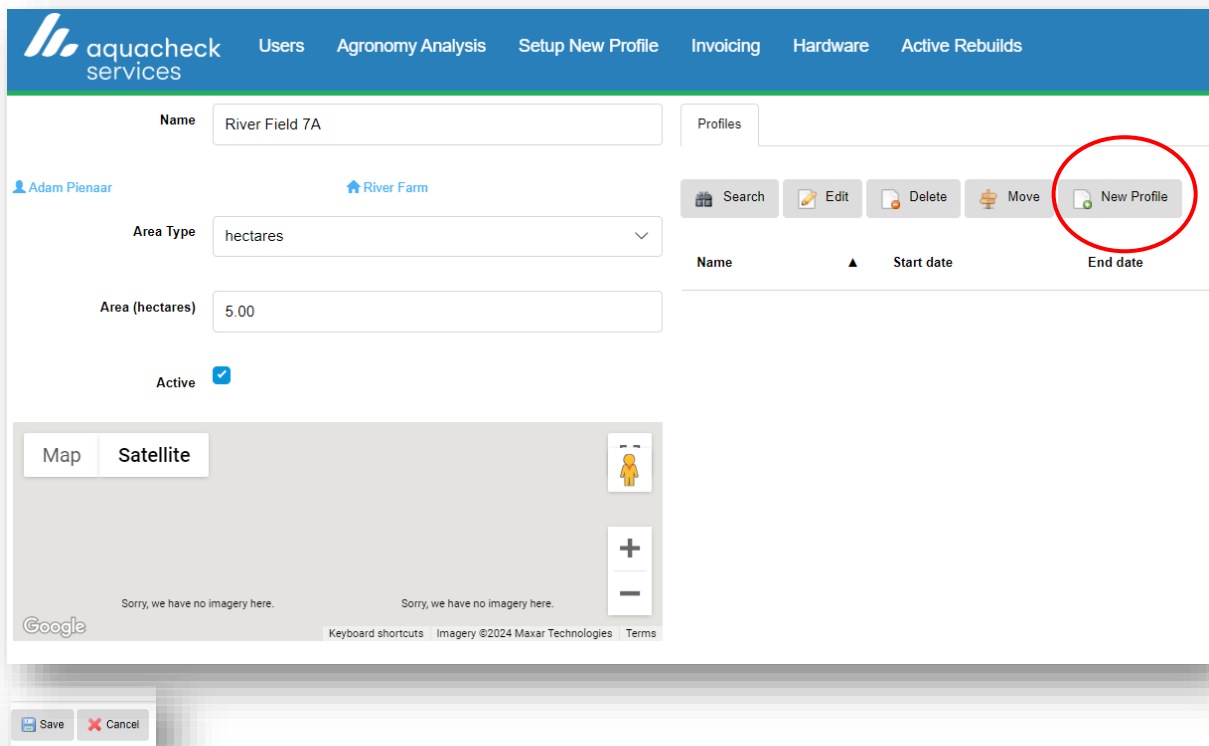 aquacheck
services
Users Agronomy Analysis Setup New Profile Invoicing Hardware Active Rebuilds
Name River Field 7A
Adam Pienaar River Farm
Area Type hectares
Area (hectares) 5.00
Active
Map Satellite
Sorry, we have no imagery here. Sorry, we have no imagery here.
Google
Keyboard shortcuts Imagery ©2024 Maxar Technologies Terms
Profiles
Search Edit Delete Move New Profile
Name ▲ Start date End date
Save Cancel